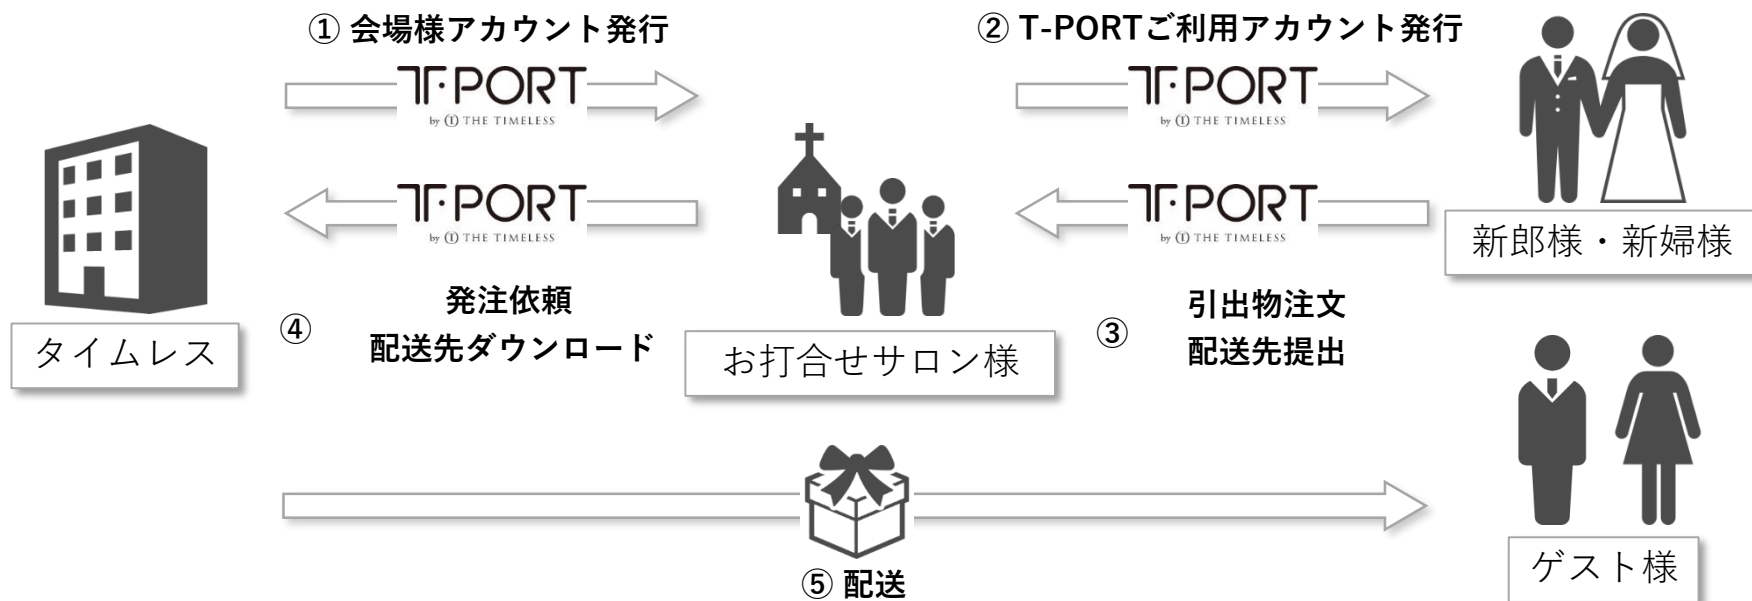 ① 会場様アカウント発行
② T-PORTご利用アカウント発行
T-PORT
by T THE TIMELESS
T-PORT
by T THE TIMELESS
T-PORT
by T THE TIMELESS
T-PORT
by T THE TIMELESS
新郎様・新婦様
④ 発注依頼
配送先ダウンロード
③ 引出物注文
配送先提出
タイムレス
お打合せサロン様
⑤ 配送
ゲスト様